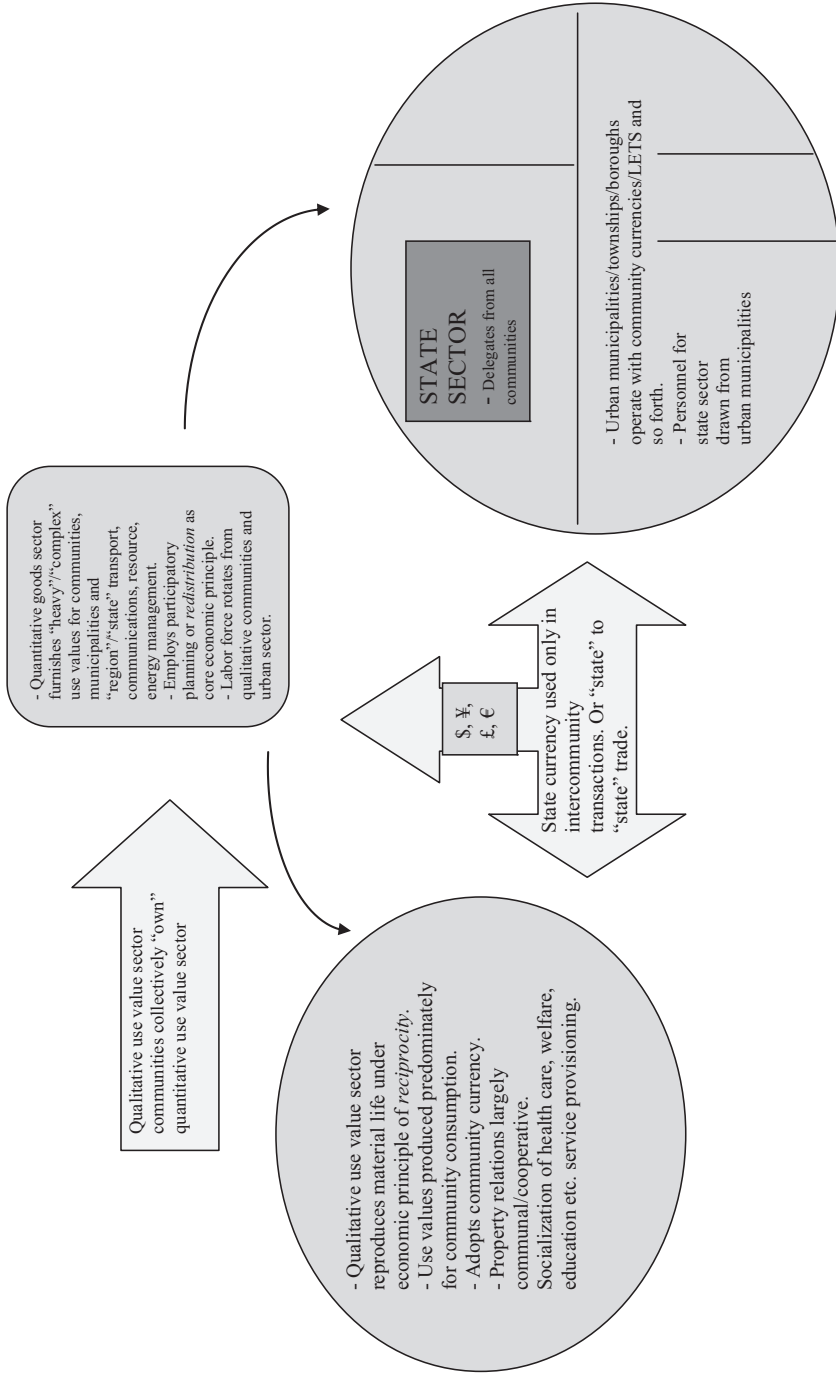 Qualitative use value sector
communities collectively “own”
quantitative use value sector
- Quantitative goods sector
furnishes “heavy”/“complex”
use values for communities,
municipalities and
“region”/“state” transport,
communications, resource,
energy management.
- Employs participatory
planning or redistribution as
core economic principle.
- Labor force rotates from
qualitative communities and
urban sector.
- Qualitative use value sector
reproduces material life under
economic principle of reciprocity.
- Use values produced predominately
for community consumption.
- Adopts community currency.
- Property relations largely
communal/cooperative.
Socialization of health care, welfare,
education etc. service provisioning.
$, ¥,
£, €
State currency used only in
intercommunity
transactions. Or “state” to
“state” trade.
STATE
SECTOR
- Delegates from all
communities
- Urban municipalities/townships/boroughs
operate with community currencies/LETS and
so forth.
- Personnel for
state sector
drawn from
urban municipalities